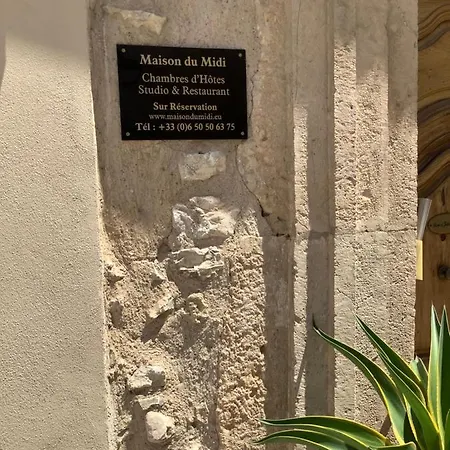 Maison du Midi
Chambres d'Hôtes
Studio & Restaurant
Sur Réservation
www.maisondumidi.eu
Tél : +33 (0)6 50 50 63 75